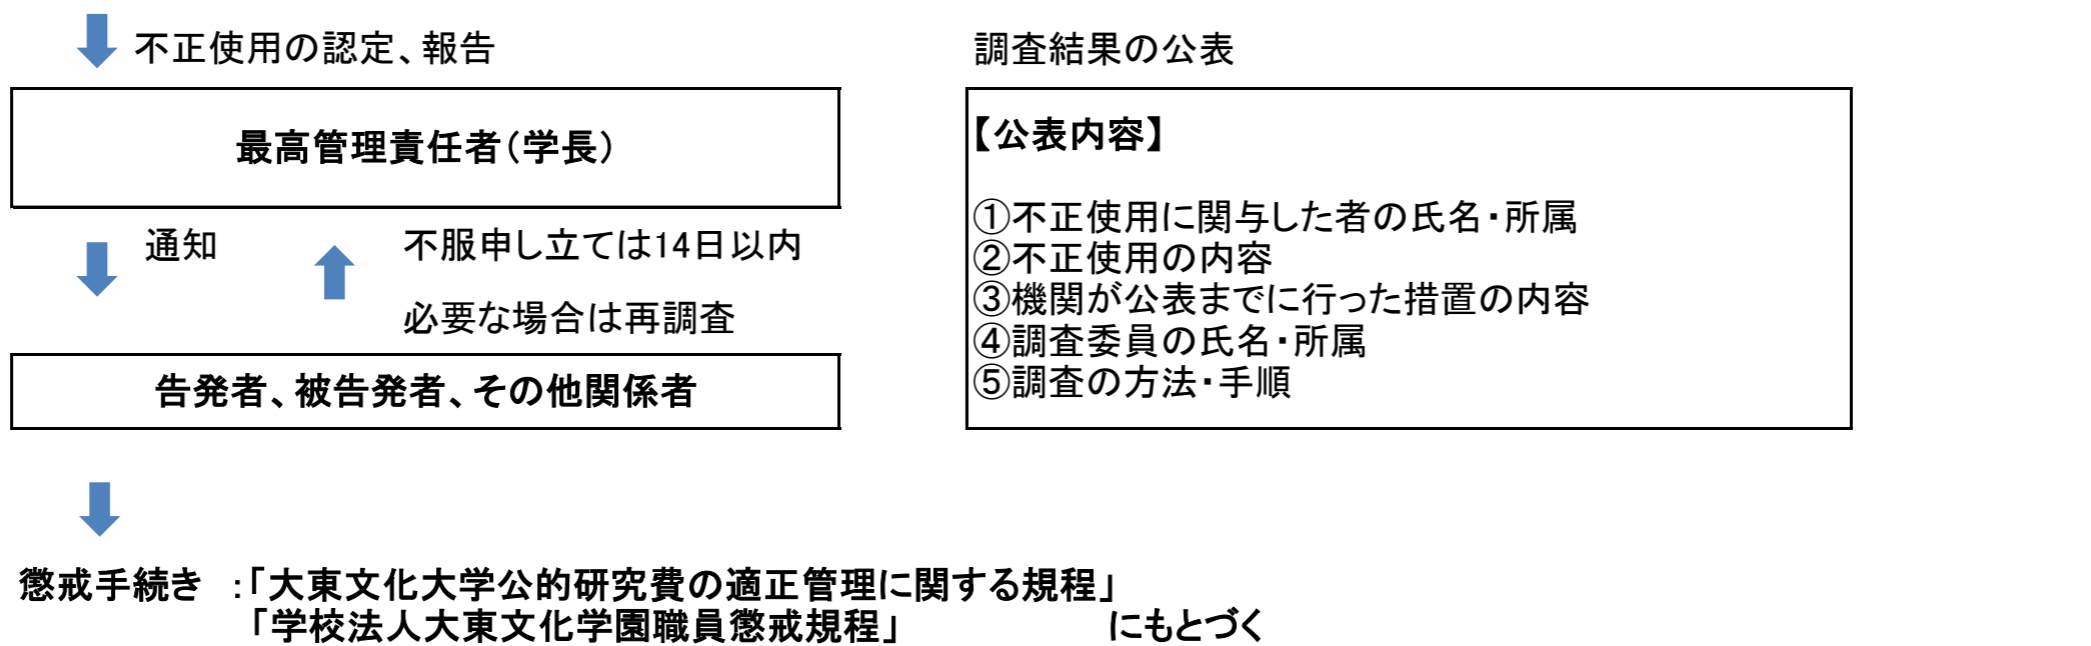 不正使用の認定、報告
最高管理責任者（学長）
通知
不服申し立ては14日以内
必要な場合は再調査
告発者、被告発者、その他関係者
調査結果の公表
【公表内容】
①不正使用に関与した者の氏名・所属
②不正使用の内容
③機関が公表までに行った措置の内容
④調査委員の氏名・所属
⑤調査の方法・手順
懲戒手続き　：「大東文化大学公的研究費の適正管理に関する規程」
「学校法人大東文化学園職員懲戒規程」　にもとづく